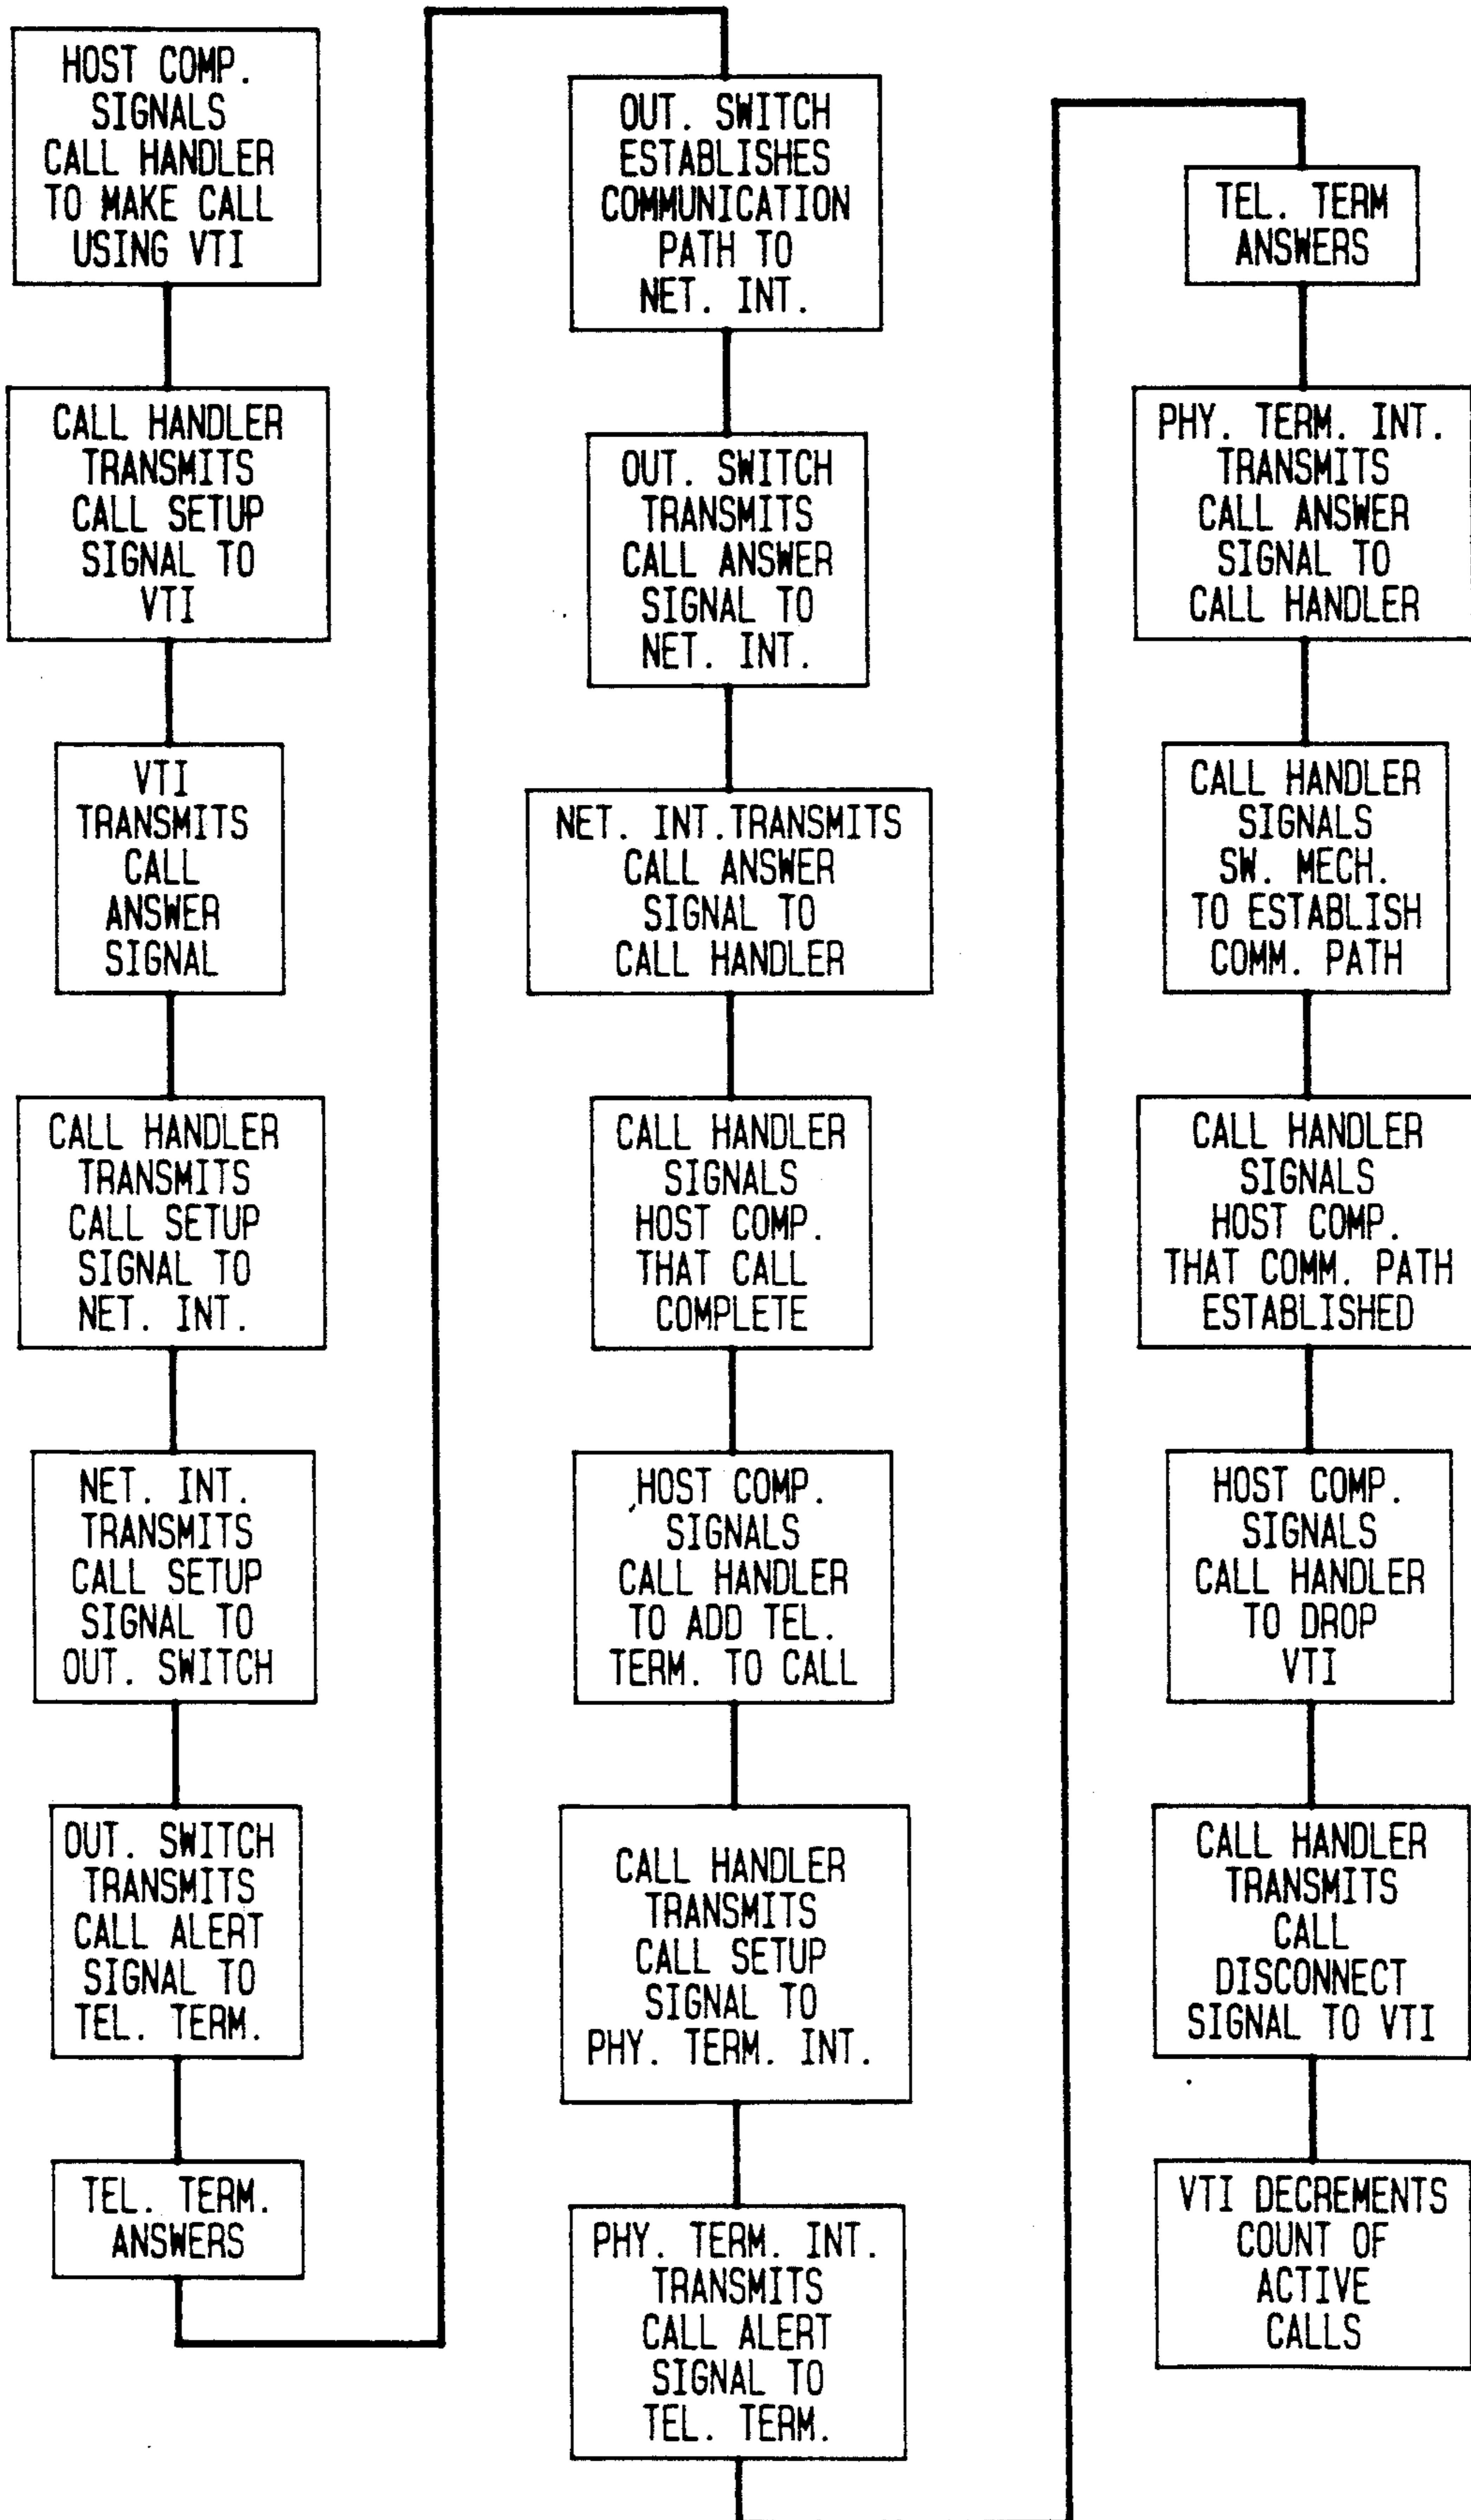 HOST COMP.
SIGNALS
CALL HANDLER
TO MAKE CALL
USING VTI
CALL HANDLER
TRANSMITS
CALL SETUP
SIGNAL TO
VTI
VTI
TRANSMITS
CALL
ANSWER
SIGNAL
CALL HANDLER
TRANSMITS
CALL SETUP
SIGNAL TO
NET. INT.
NET. INT.
TRANSMITS
CALL SETUP
SIGNAL TO
OUT. SWITCH
OUT. SWITCH
TRANSMITS
CALL ALERT
SIGNAL TO
TEL. TERM.
TEL. TERM.
ANSWERS
OUT. SWITCH
ESTABLISHES
COMMUNICATION
PATH TO
NET. INT.
OUT. SWITCH
TRANSMITS
CALL ANSWER
SIGNAL TO
NET. INT.
NET. INT.TRANSMITS
CALL ANSWER
SIGNAL TO
CALL HANDLER
CALL HANDLER
SIGNALS
HOST COMP.
THAT CALL
COMPLETE
HOST COMP.
SIGNALS
CALL HANDLER
TO ADD TEL.
TERM. TO CALL
CALL HANDLER
TRANSMITS
CALL SETUP
SIGNAL TO
PHY. TERM. INT.
PHY. TERM. INT.
TRANSMITS
CALL ALERT
SIGNAL TO
TEL. TERM.
TEL. TERM
ANSWERS
PHY. TERM. INT.
TRANSMITS
CALL ANSWER
SIGNAL TO
CALL HANDLER
CALL HANDLER
SIGNALS
SW. MECH.
TO ESTABLISH
COMM. PATH
CALL HANDLER
SIGNALS
HOST COMP.
THAT COMM. PATH
ESTABLISHED
HOST COMP.
SIGNALS
CALL HANDLER
TO DROP
VTI
CALL HANDLER
TRANSMITS
CALL
DISCONNECT
SIGNAL TO VTI
VTI DECREMENTS
COUNT OF
ACTIVE
CALLS